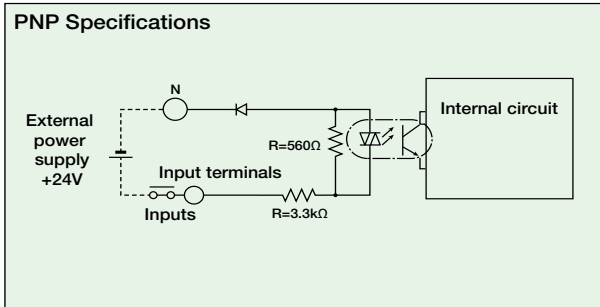 PNP Specifications
N
External
power
supply
+24V
Internal circuit
R=560Ω
Input terminals
Inputs
R=3.3kΩ